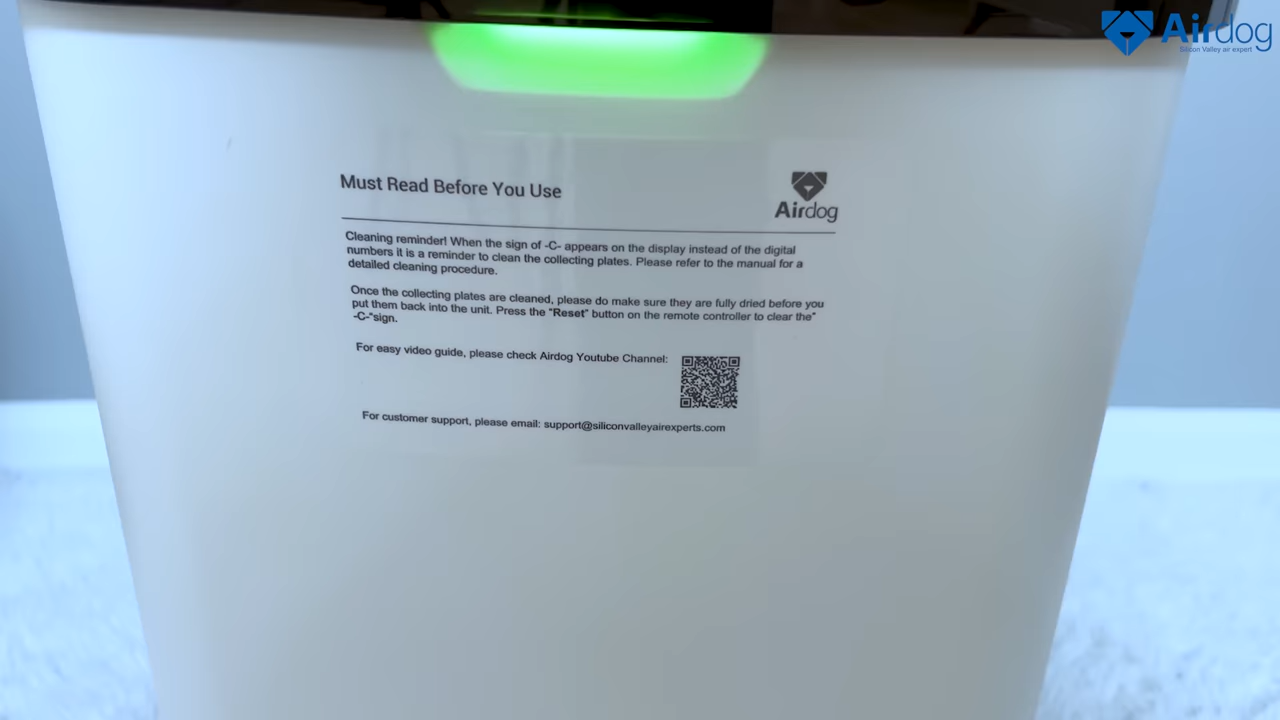 Airdog
Silicon Valley air expert
Must Read Before You Use
Airdog
Cleaning reminder! When the sign of -C- appears on the display instead of the digital
numbers it is a reminder to clean the collecting plates. Please refer to the manual for a
detailed cleaning procedure.
Once the collecting plates are cleaned, please do make sure they are fully dried before you
put them back into the unit. Press the "Reset" button on the remote controller to clear the"
-C-"sign.
For easy video guide, please check Airdog Youtube Channel:
For customer support, please email: support@siliconvalleyairexperts.com